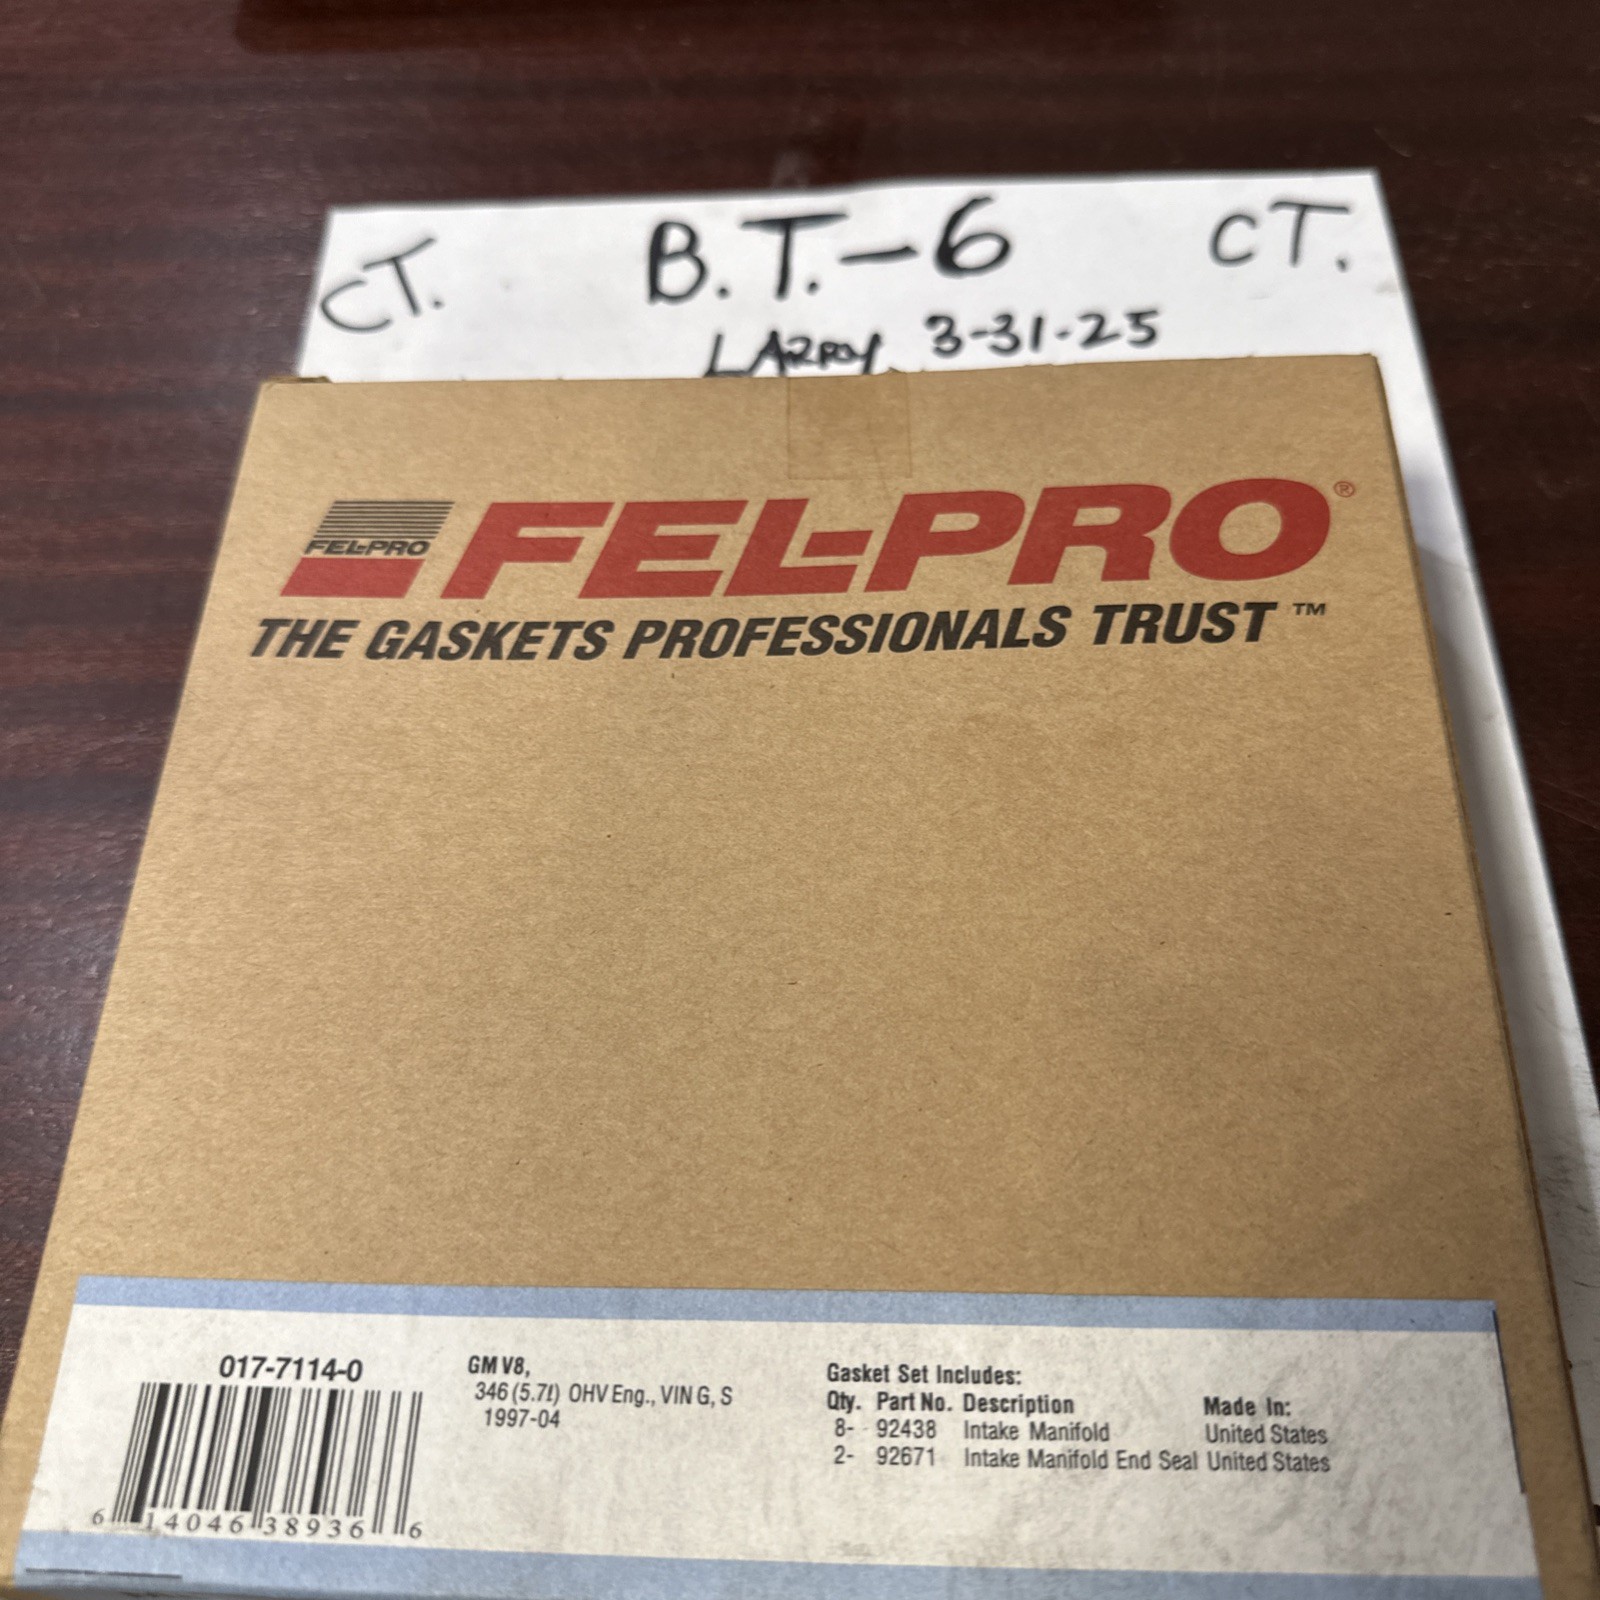 CT. B.T.-6 CT.
LARRY 3-31-25
FEL-PRO FEL-PRO®
THE GASKETS PROFESSIONALS TRUST™
017-7114-0
6 14046 38936 6
GM V8,
346 (5.7ℓ) OHV Eng., VIN G, S
1997-04
Gasket Set Includes:
Qty. Part No. Description Made In:
8- 92438 Intake Manifold United States
2- 92671 Intake Manifold End Seal United States